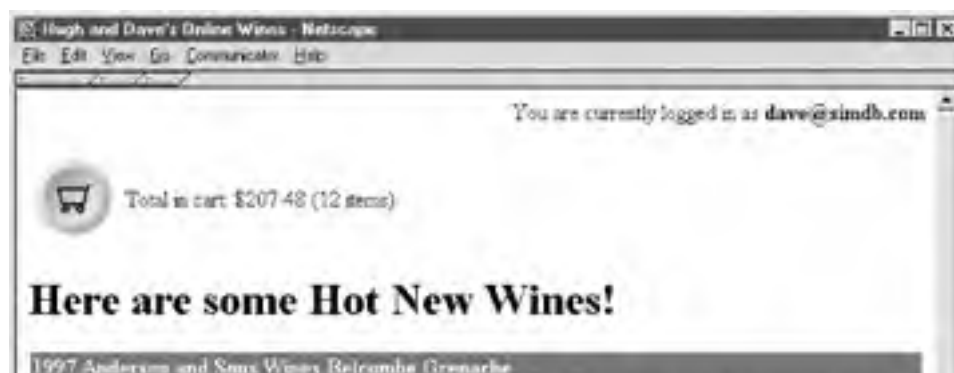 Hugh and Dave's Online Wines - Netscape
File Edit View Go Communicator Help
You are currently logged in as dave@simdb.com
Total in cart: $207.48 (12 items)
Here are some Hot New Wines!
1997 Anderson and Sons Wines Belcombe Grenache